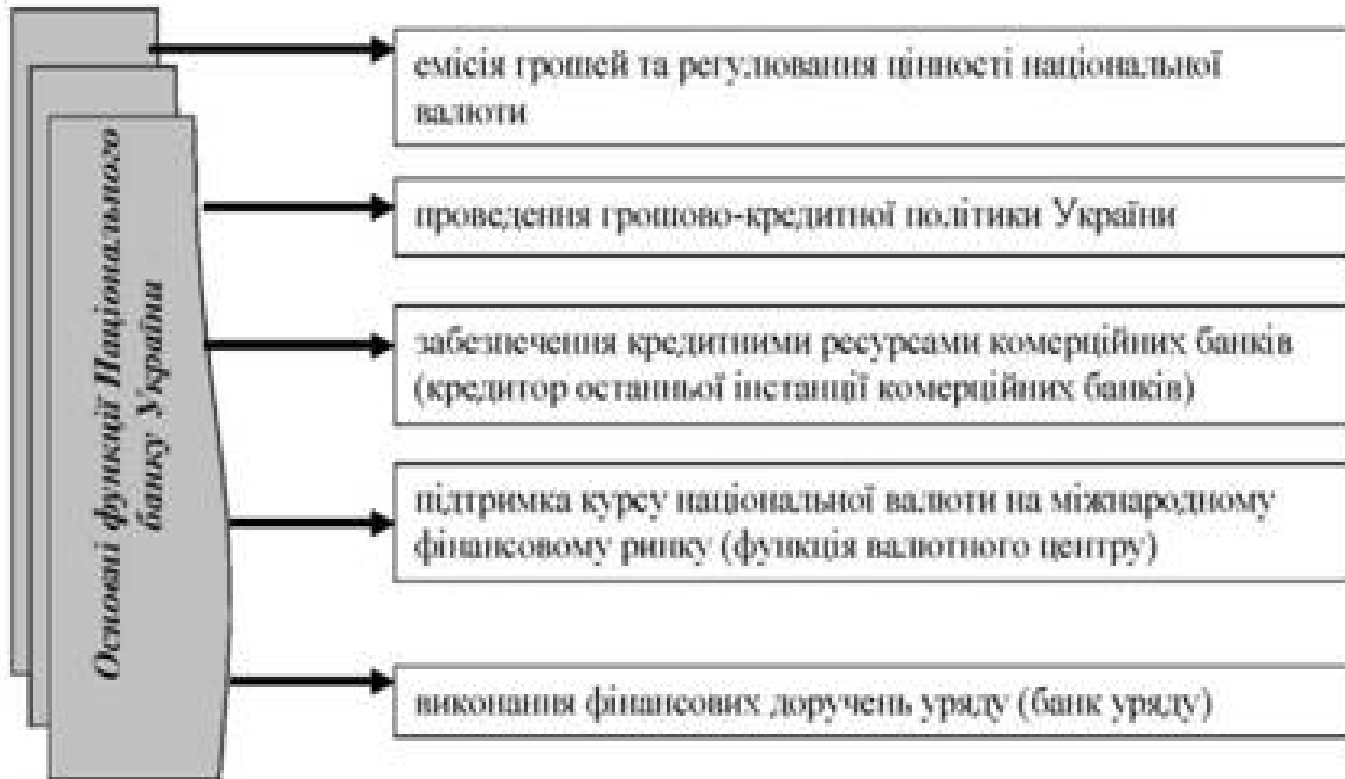 Основні функції Національного
банку України
емісія грошей та регулювання цінності національної
валюти
проведення грошово-кредитної політики України
забезпечення кредитними ресурсами комерційних банків
(кредитор останньої інстанції комерційних банків)
підтримка курсу національної валюти на міжнародному
фінансовому ринку (функція валютного центру)
виконання фінансових доручень уряду (банк уряду)